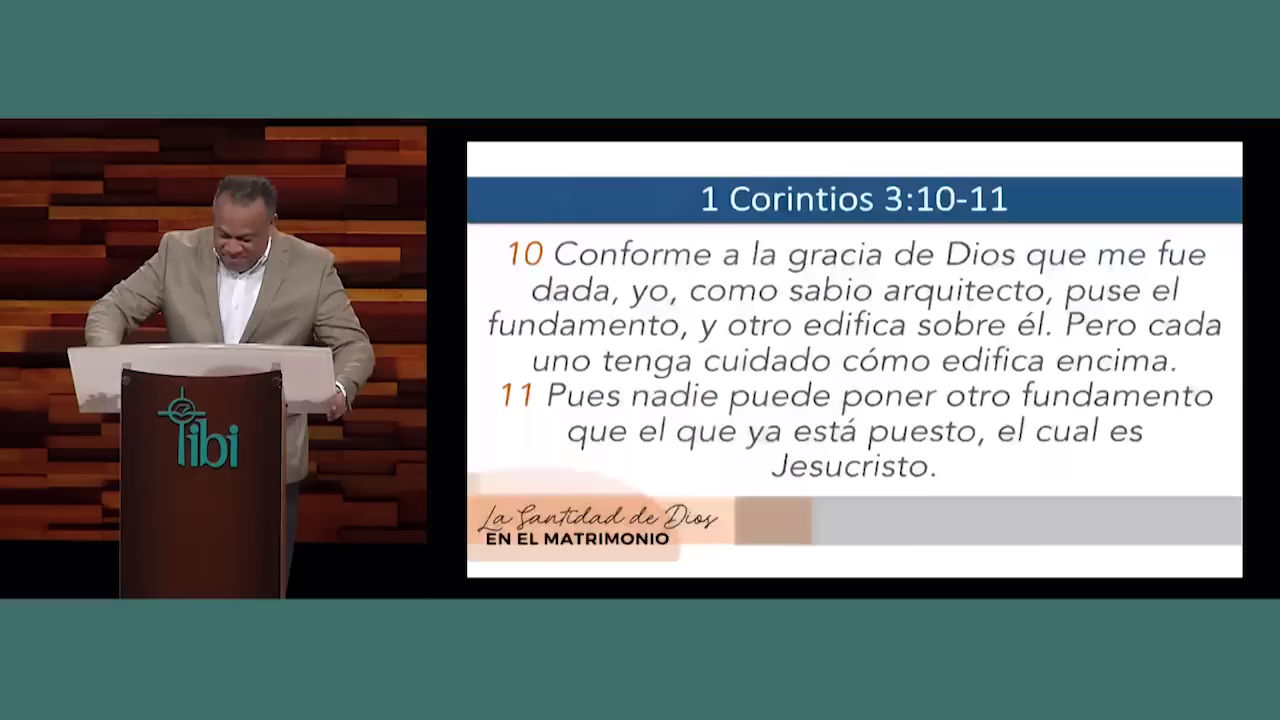 1 Corintios 3:10-11
10 Conforme a la gracia de Dios que me fue
dada, yo, como sabio arquitecto, puse el
fundamento, y otro edifica sobre él. Pero cada
uno tenga cuidado cómo edifica encima.
11 Pues nadie puede poner otro fundamento
que el que ya está puesto, el cual es
Jesucristo.
La Santidad de Dios
EN EL MATRIMONIO
ibi